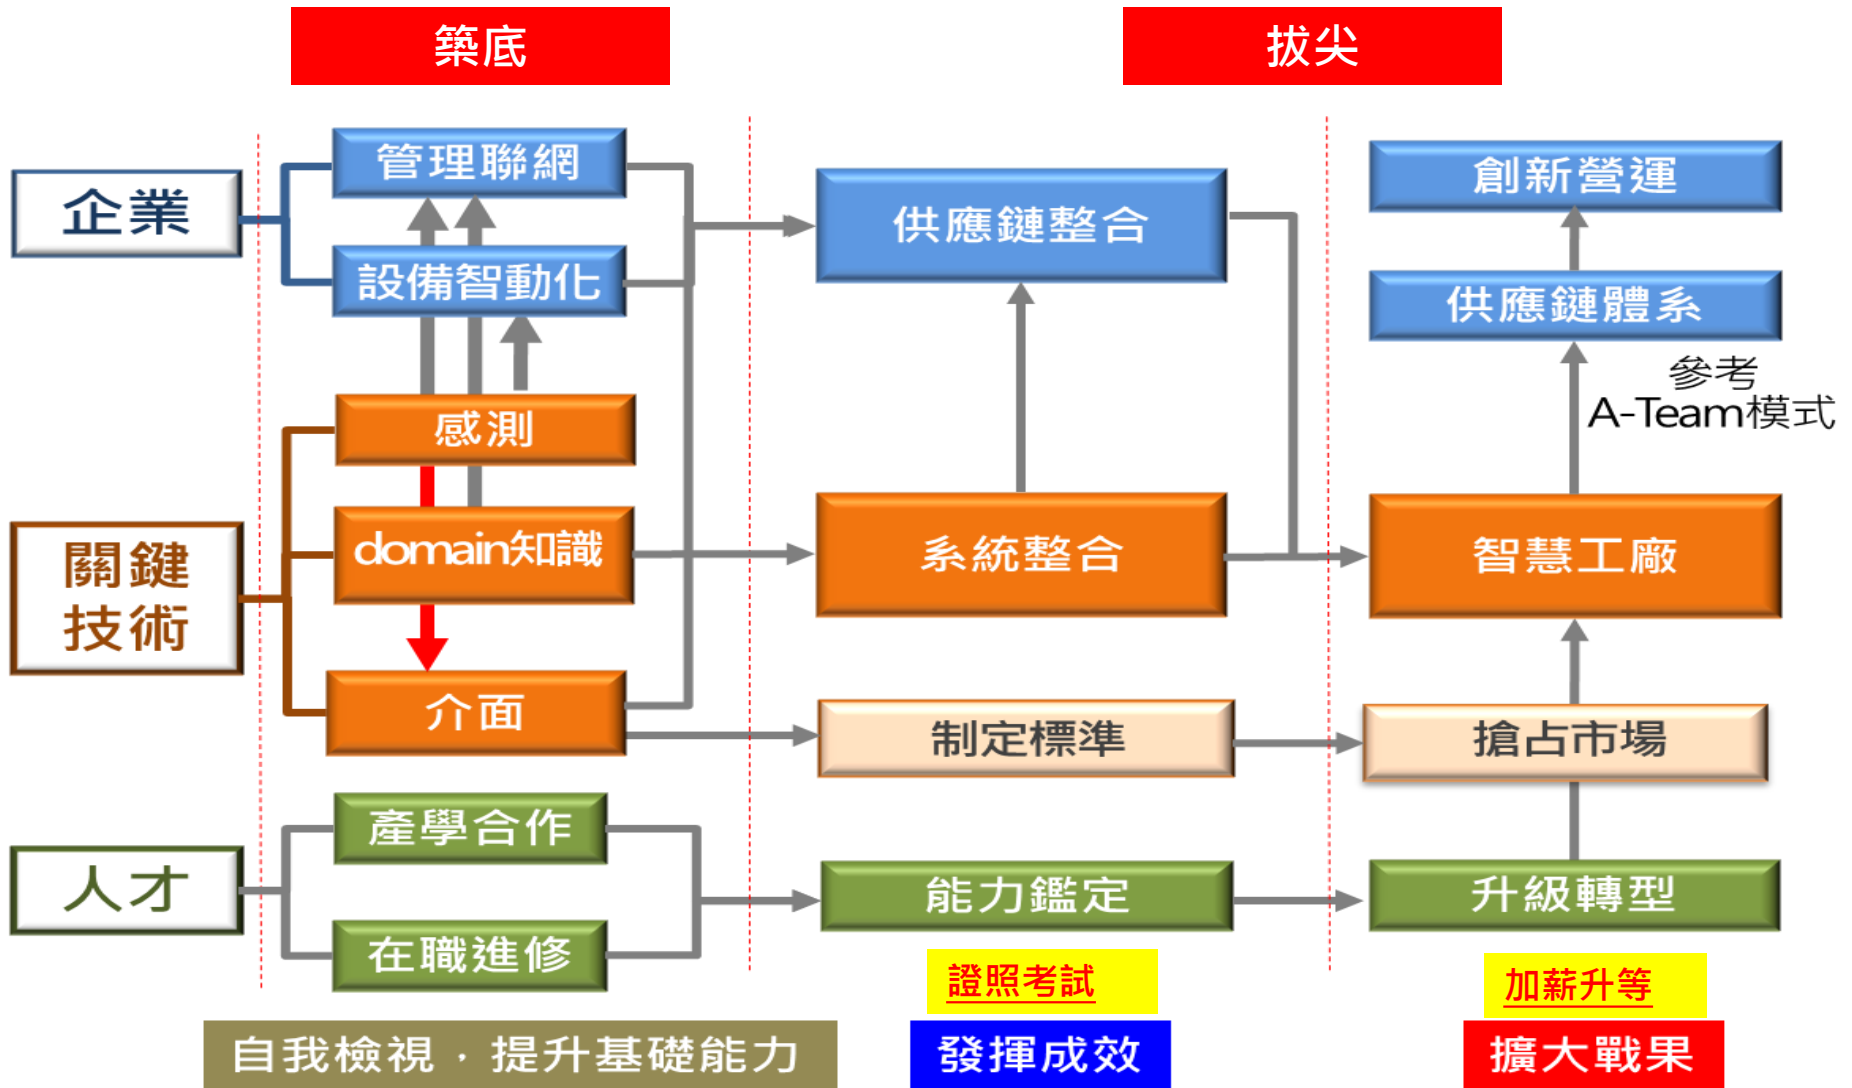 築底
拔尖
企業
管理聯網
設備智動化
供應鏈整合
創新營運
供應鏈體系
參考
A-Team模式
關鍵
技術
感測
domain知識
介面
系統整合
智慧工廠
制定標準
搶占市場
人才
產學合作
在職進修
能力鑑定
升級轉型
證照考試
加薪升等
自我檢視，提升基礎能力
發揮成效
擴大戰果